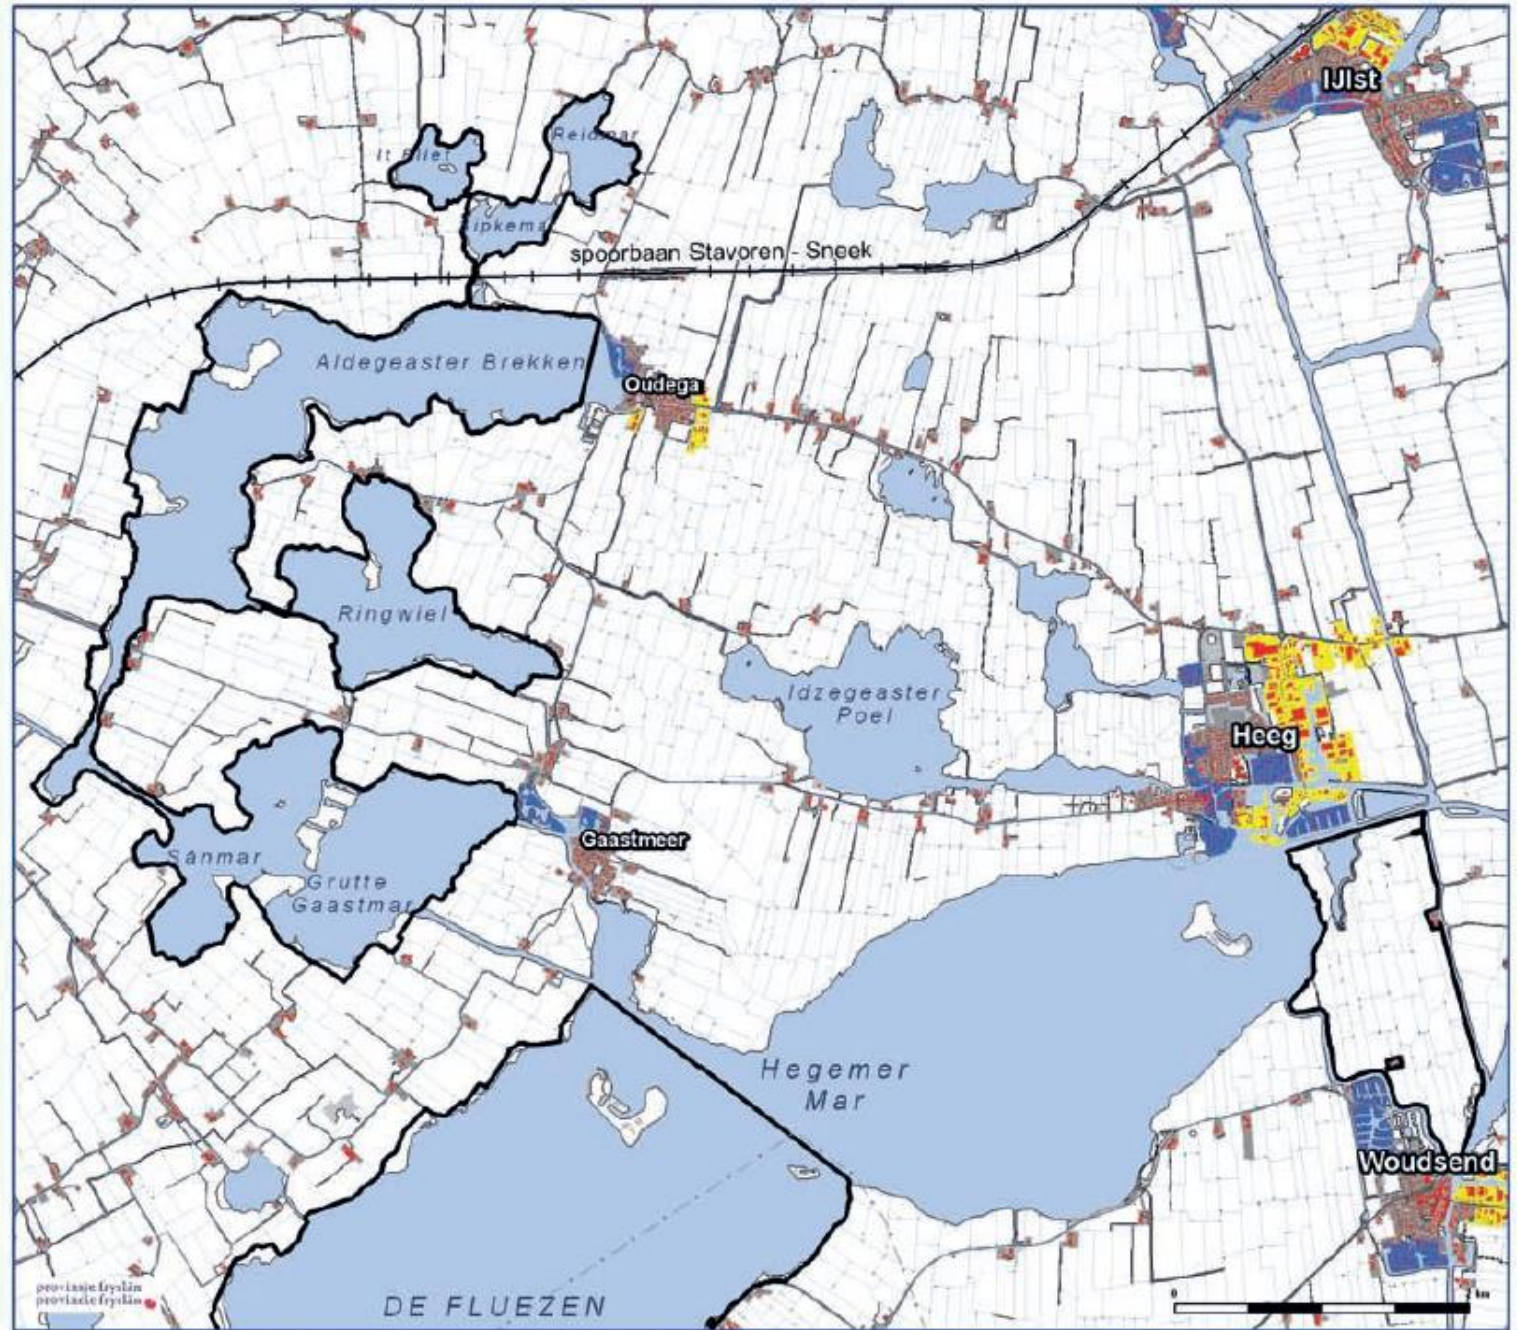 IJlst
Reidmar
It Fliet
Sipkemar
spoorbaan Stavoren - Sneek
Aldegeaster Brekken
Oudega
Ringwiel
Idzegeaster
Poel
Heeg
Gaastmeer
Sânmar
Grutte
Gaastmar
Hegemer
Mar
Woudsend
DE FLUEZEN
provinsje fryslân
provincie fryslân
0 2 km